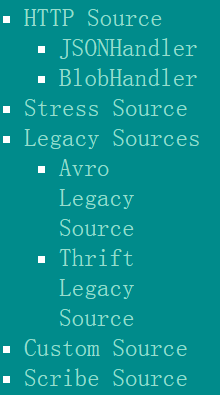 HTTP Source
JSONHandler
BlobHandler
Stress Source
Legacy Sources
Avro
Legacy
Source
Thrift
Legacy
Source
Custom Source
Scribe Source